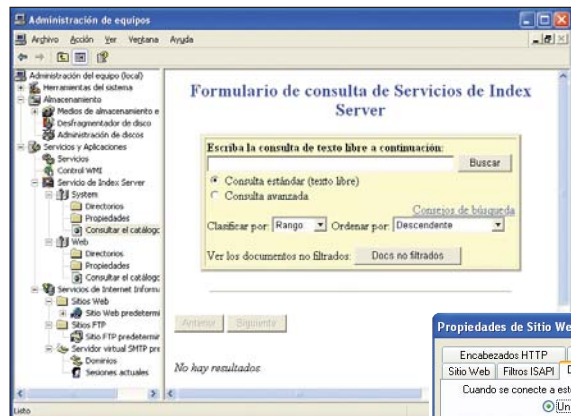 Administración de equipos
Archivo Acción Ver Ventana Ayuda
Administración del equipo (local)
Herramientas del sistema
Almacenamiento
Medios de almacenamiento e
Desfragmentador de disco
Administración de discos
Servicios y Aplicaciones
Servicios
Control WMI
Servicio de Index Server
System
Directorios
Propiedades
Consultar el catálogo
Web
Directorios
Propiedades
Consultar el catálogo
Servicios de Internet Inform
Sitios Web
Sitio Web predetermi
Sitios FTP
Sitio FTP predetermir
Servidor virtual SMTP pre
Dominios
Sesiones actuales
Listo
Formulario de consulta de Servicios de Index
Server
Escriba la consulta de texto libre a continuación:
Buscar
Consulta estándar (texto libre)
Consulta avanzada
Consejos de búsqueda
Clasificar por: Rango Ordenar por: Descendente
Ver los documentos no filtrados: Docs no filtrados
Anterior Siguiente
No hay resultados
Propiedades de Sitio We
Encabezados HTTP
Sitio Web Filtros ISAPI D
Cuando se conecte a est
Un